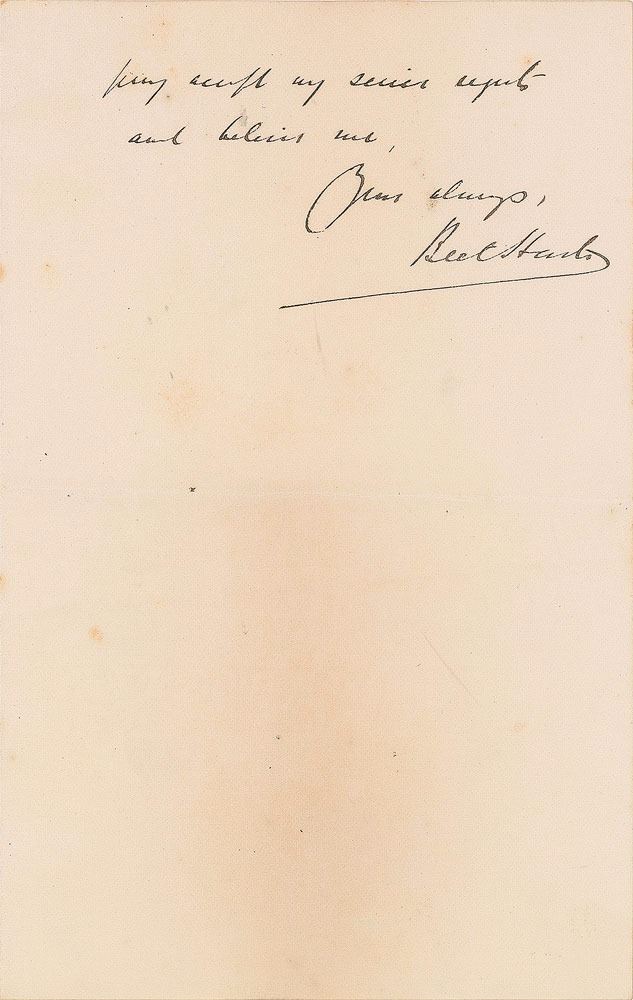 pray accept my sincere regrets
and believe me,
Yours always,
Bret Harte